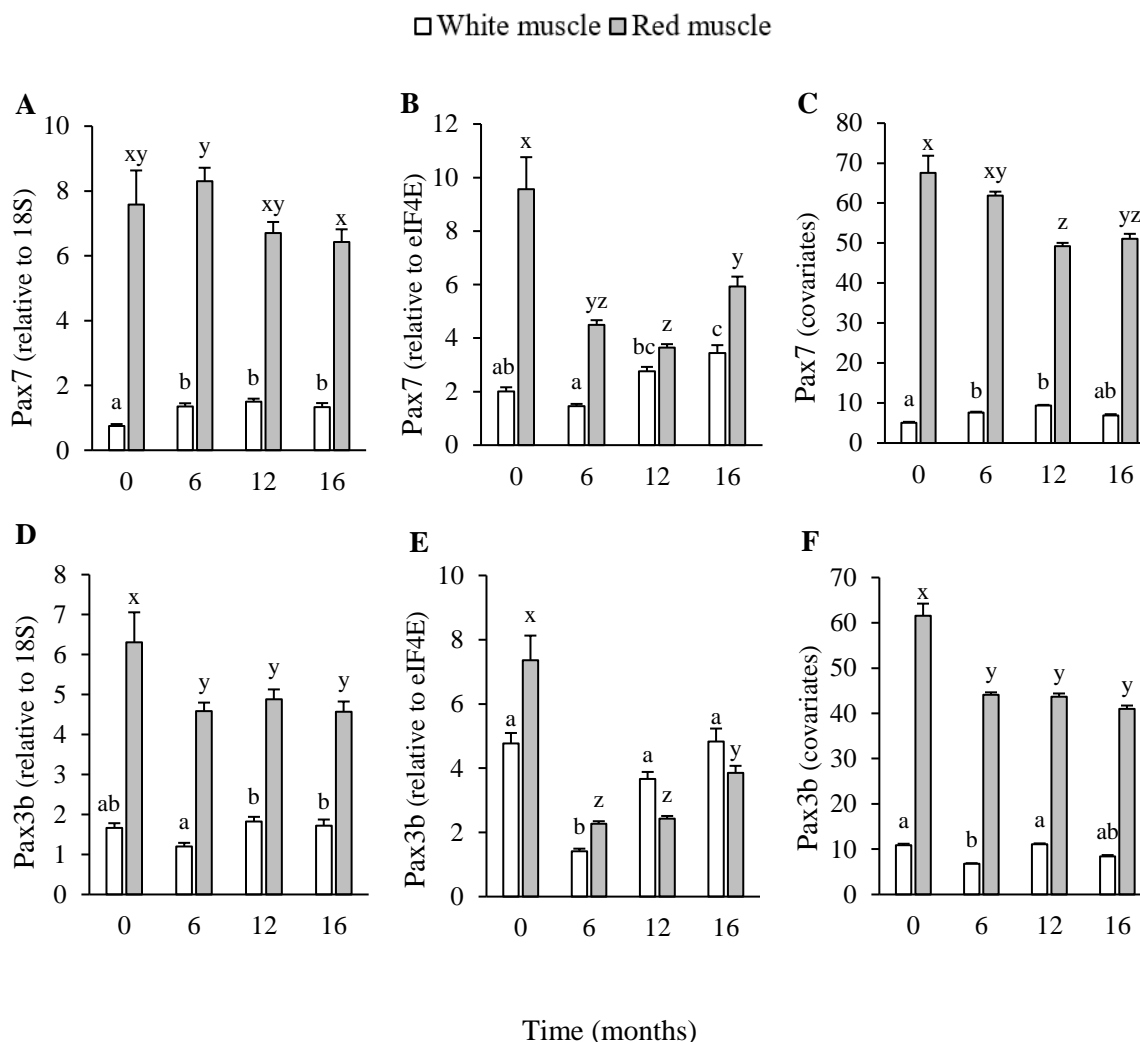 White muscle Red muscle
A
Pax7 (relative to 18S)
10
8
6
4
2
0
xy
y
xy
x
a
b
b
b
0 6 12 16
B
Pax7 (relative to eIF4E)
12
10
8
6
4
2
0
x
yz
z
y
ab
a
bc
c
0 6 12 16
C
Pax7 (covariates)
80
70
60
50
40
30
20
10
0
x
xy
z
yz
a
b
b
ab
0 6 12 16
D
Pax3b (relative to 18S)
8
7
6
5
4
3
2
1
0
x
y
y
y
ab
a
b
b
0 6 12 16
E
Pax3b (relative to eIF4E)
10
8
6
4
2
0
a
x
b
z
a
z
a
y
0 6 12 16
F
Pax3b (covariates)
70
60
50
40
30
20
10
0
x
y
y
y
a
b
a
ab
0 6 12 16
Time (months)